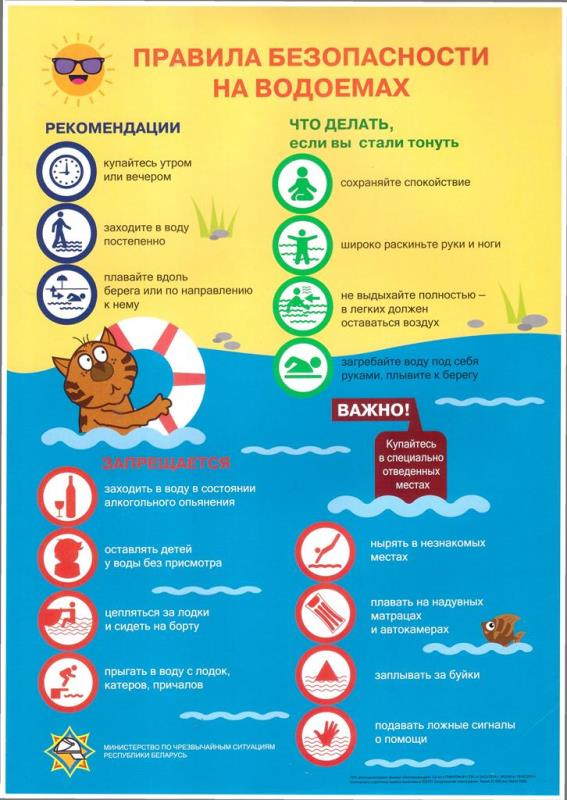 ПРАВИЛА БЕЗОПАСНОСТИ
НА ВОДОЕМАХ
РЕКОМЕНДАЦИИ
купайтесь утром
или вечером
заходите в воду
постепенно
плавайте вдоль
берега или по направлению
к нему
ЧТО ДЕЛАТЬ,
если вы стали тонуть
сохраняйте спокойствие
широко раскиньте руки и ноги
не выдыхайте полностью –
в легких должен
оставаться воздух
загребайте воду под себя
руками, плывите к берегу
ВАЖНО!
Купайтесь
в специально
отведенных
местах
ЗАПРЕЩАЕТСЯ
заходить в воду в состоянии
алкогольного опьянения
оставлять детей
у воды без присмотра
цепляться за лодки
и сидеть на борту
прыгать в воду с лодок,
катеров, причалов
нырять в незнакомых
местах
плавать на надувных
матрацах
и автокамерах
заплывать за буйки
подавать ложные сигналы
о помощи
МИНИСТЕРСТВО ПО ЧРЕЗВЫЧАЙНЫМ СИТУАЦИЯМ
РЕСПУБЛИКИ БЕЛАРУСЬ